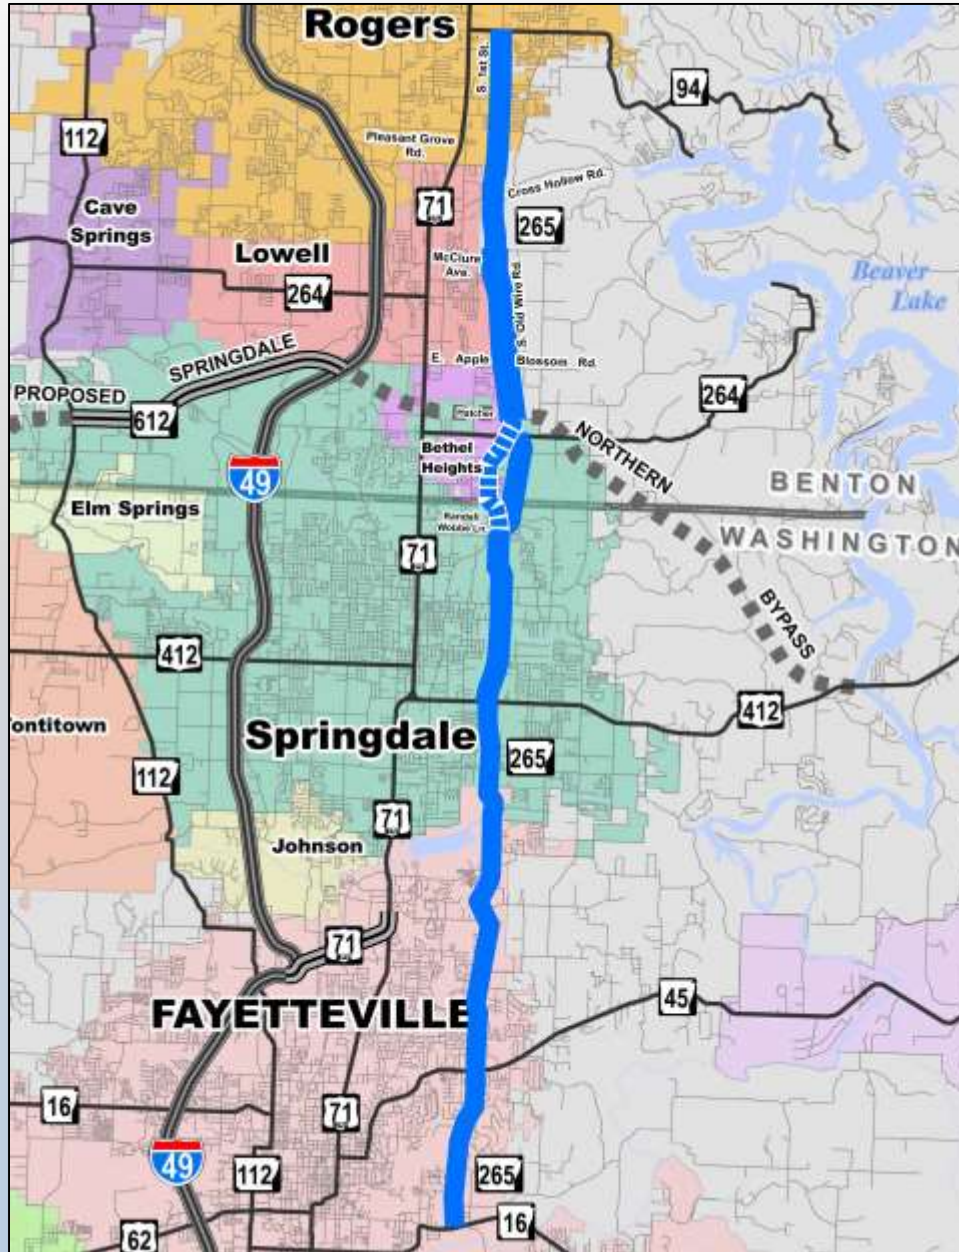 Rogers
S. 1st St.
94
112
Pleasant Grove
Rd.
Cross Hollow Rd.
71
265
Cave
Springs
Lowell
McClure
Ave.
S. Old Wire Rd.
Beaver
Lake
264
E. Apple Blossom Rd.
SPRINGDALE
PROPOSED
612
264
NORTHERN
Bethel
Heights
49
BENTON
Elm Springs
WASHINGTON
71
BYPASS
412
412
ontitown
Springdale
265
112
71
Johnson
71
45
FAYETTEVILLE
16
71
49
112
265
16
62